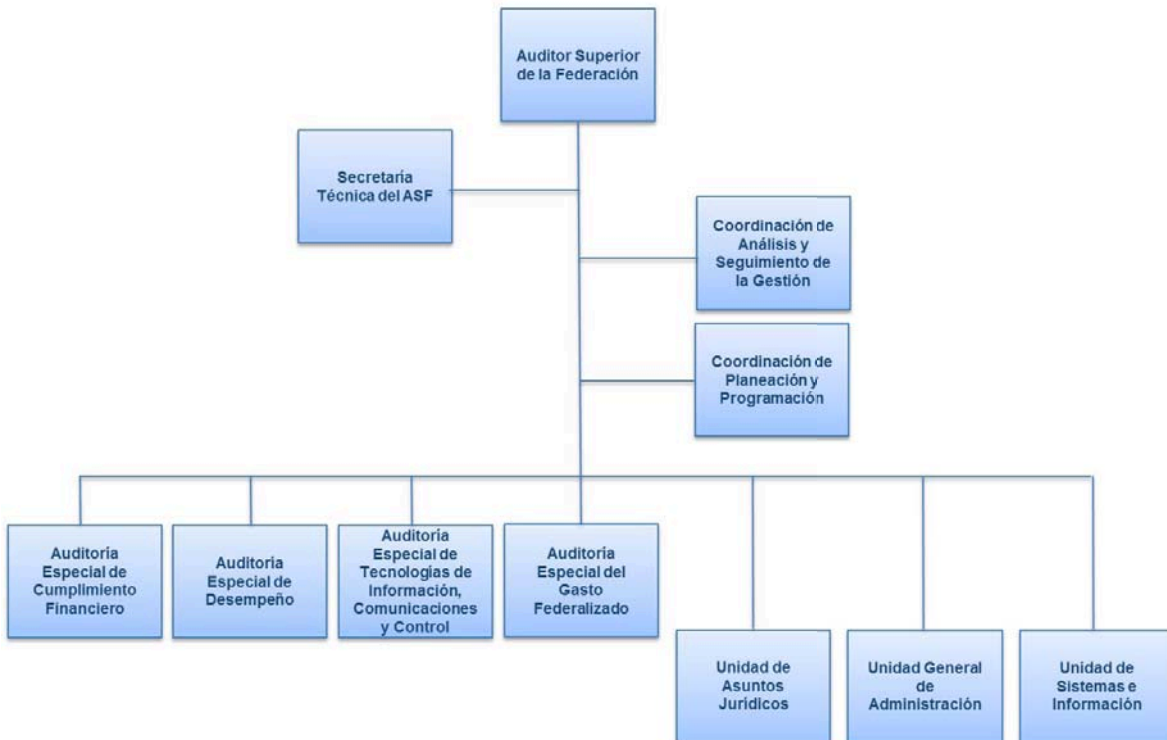 Auditor Superior
de la Federación
Secretaría
Técnica del ASF
Coordinación de
Análisis y
Seguimiento de
la Gestión
Coordinación de
Planeación y
Programación
Auditoría
Especial de
Cumplimiento
Financiero
Auditoría
Especial de
Desempeño
Auditoría
Especial de
Tecnologías de
Información,
Comunicaciones
y Control
Auditoría
Especial del
Gasto
Federalizado
Unidad de
Asuntos
Jurídicos
Unidad General
de
Administración
Unidad de
Sistemas e
Información